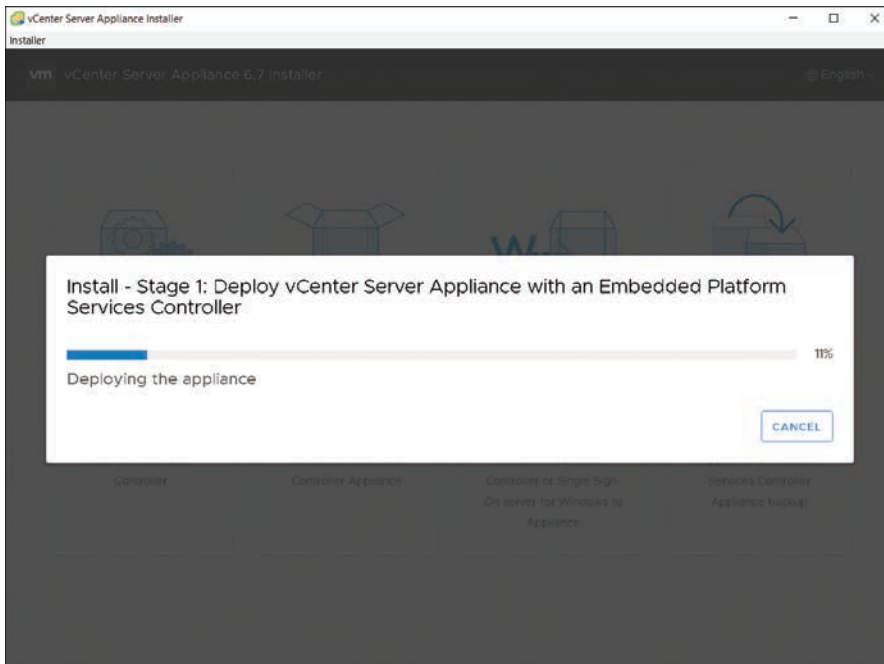 vCenter Server Appliance Installer
Installer
vm vCenter Server Appliance 6.7 Installer
English
Install - Stage 1: Deploy vCenter Server Appliance with an Embedded Platform
Services Controller
11%
Deploying the appliance
CANCEL
Controller
Controller Appliance
Controller or Single Sign-
On server for Windows to
Appliance
Services Controller
Appliance backup